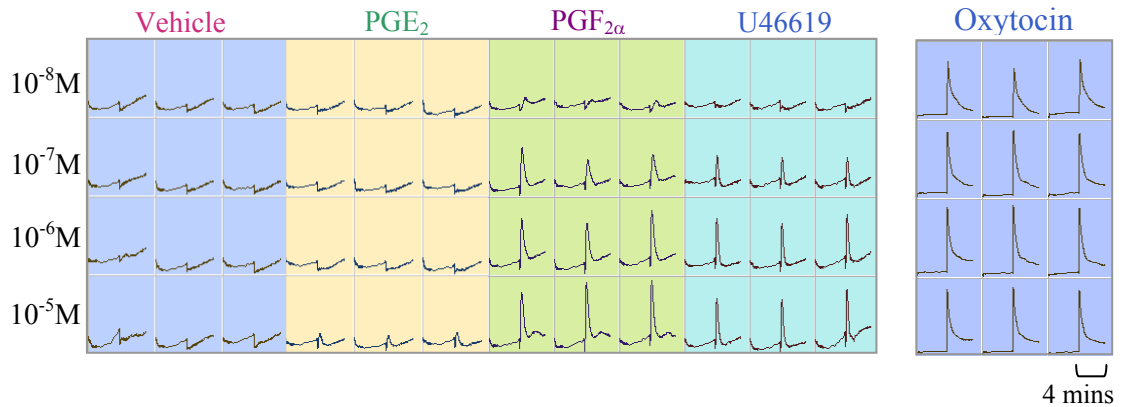 Vehicle PGE₂ PGF₂α U46619 Oxytocin
10⁻⁸M
10⁻⁷M
10⁻⁶M
10⁻⁵M
4 mins